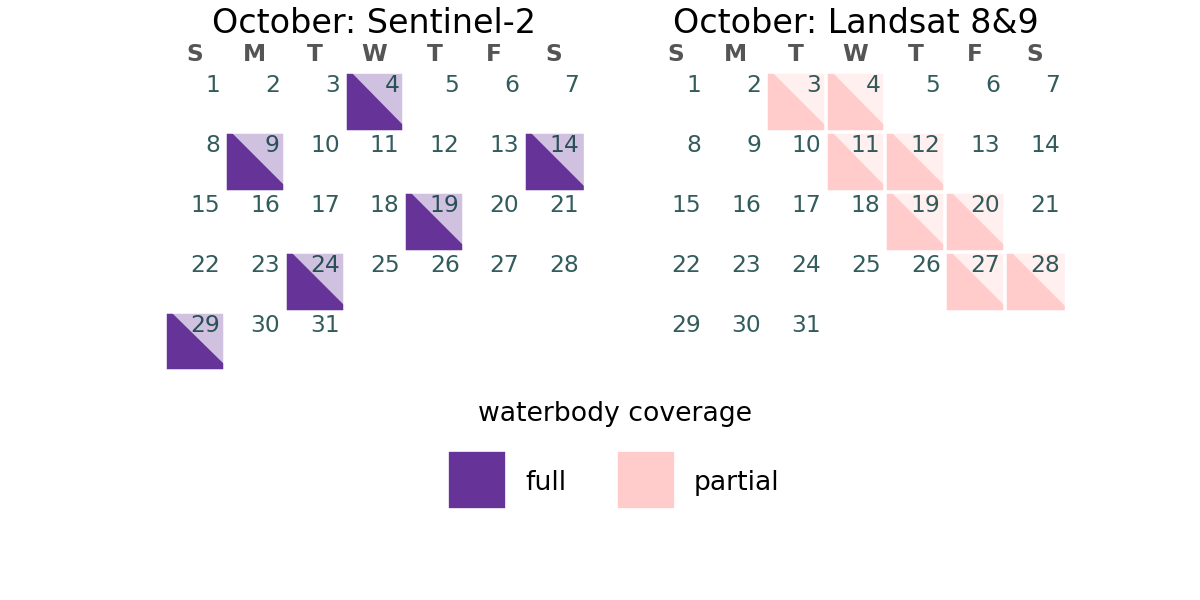 October: Sentinel-2
S M T W T F S
1 2 3 4 5 6 7
8 9 10 11 12 13 14
15 16 17 18 19 20 21
22 23 24 25 26 27 28
29 30 31
October: Landsat 8&9
S M T W T F S
1 2 3 4 5 6 7
8 9 10 11 12 13 14
15 16 17 18 19 20 21
22 23 24 25 26 27 28
29 30 31
waterbody coverage
full partial